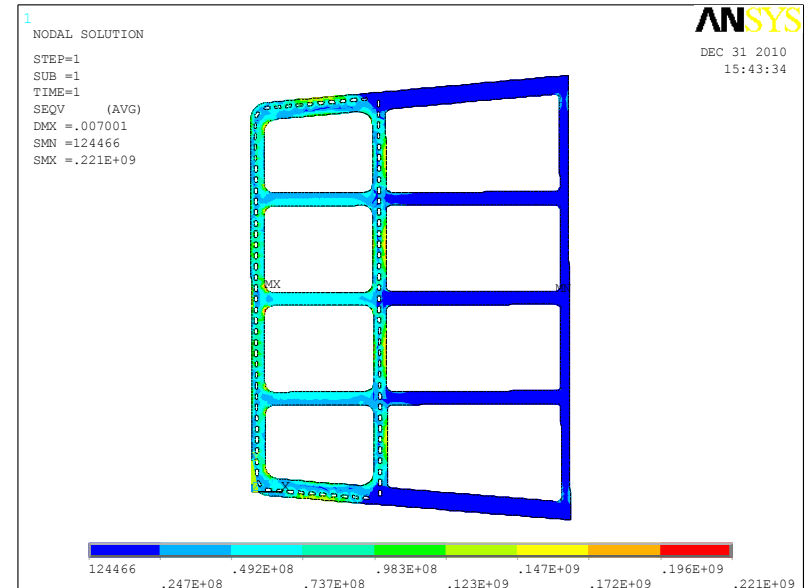 1
NODAL SOLUTION
STEP=1
SUB =1
TIME=1
SEQV (AVG)
DMX =.007001
SMN =124466
SMX =.221E+09
ANSYS
DEC 31 2010
15:43:34
MX
MN
X
124466 .492E+08 .983E+08 .147E+09 .196E+09
.247E+08 .737E+08 .123E+09 .172E+09 .221E+09